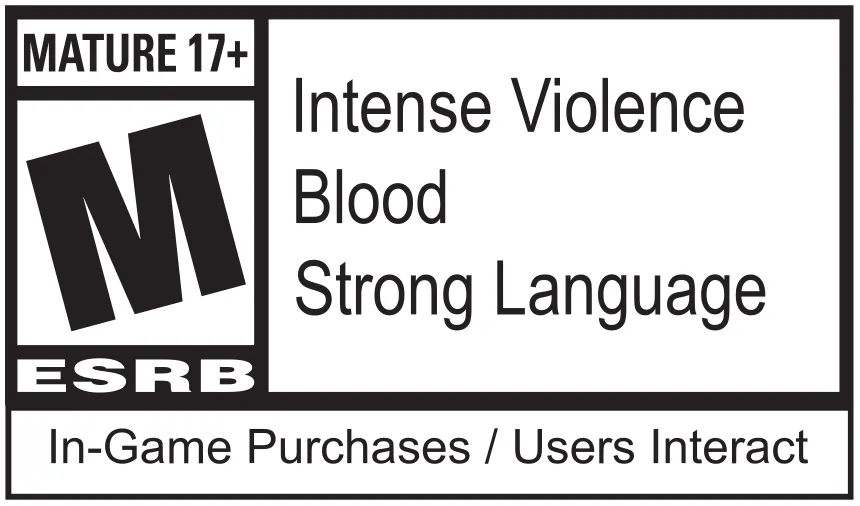 MATURE 17+
M
ESRB
Intense Violence
Blood
Strong Language
In-Game Purchases / Users Interact